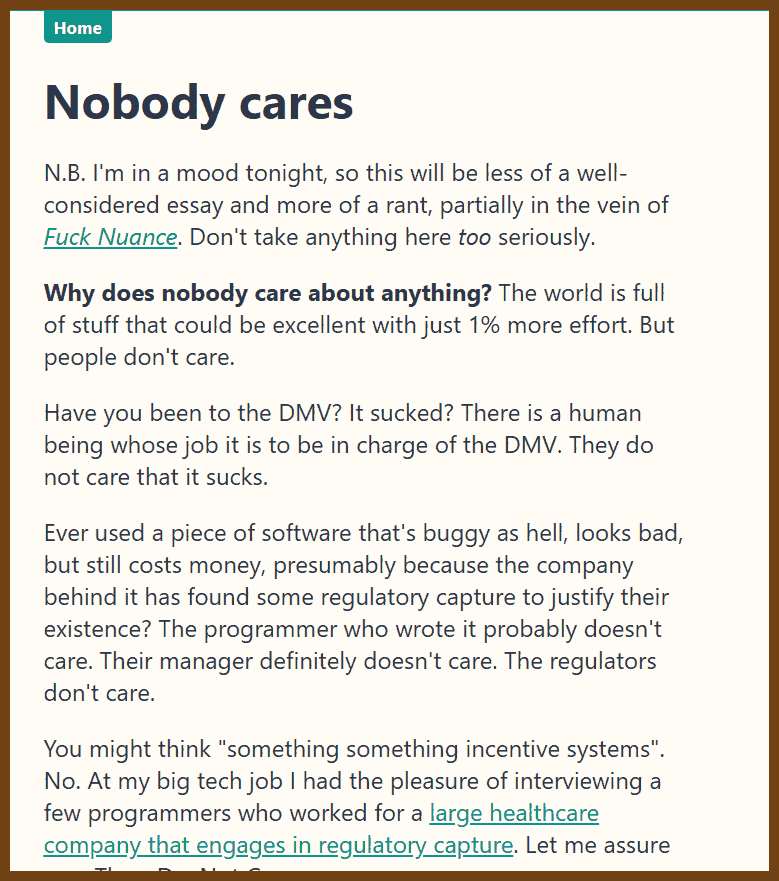 Home
Nobody cares
N.B. I'm in a mood tonight, so this will be less of a well-
considered essay and more of a rant, partially in the vein of
Fuck Nuance. Don't take anything here too seriously.
Why does nobody care about anything? The world is full
of stuff that could be excellent with just 1% more effort. But
people don't care.
Have you been to the DMV? It sucked? There is a human
being whose job it is to be in charge of the DMV. They do
not care that it sucks.
Ever used a piece of software that's buggy as hell, looks bad,
but still costs money, presumably because the company
behind it has found some regulatory capture to justify their
existence? The programmer who wrote it probably doesn't
care. Their manager definitely doesn't care. The regulators
don't care.
You might think "something something incentive systems".
No. At my big tech job I had the pleasure of interviewing a
few programmers who worked for a large healthcare
company that engages in regulatory capture. Let me assure